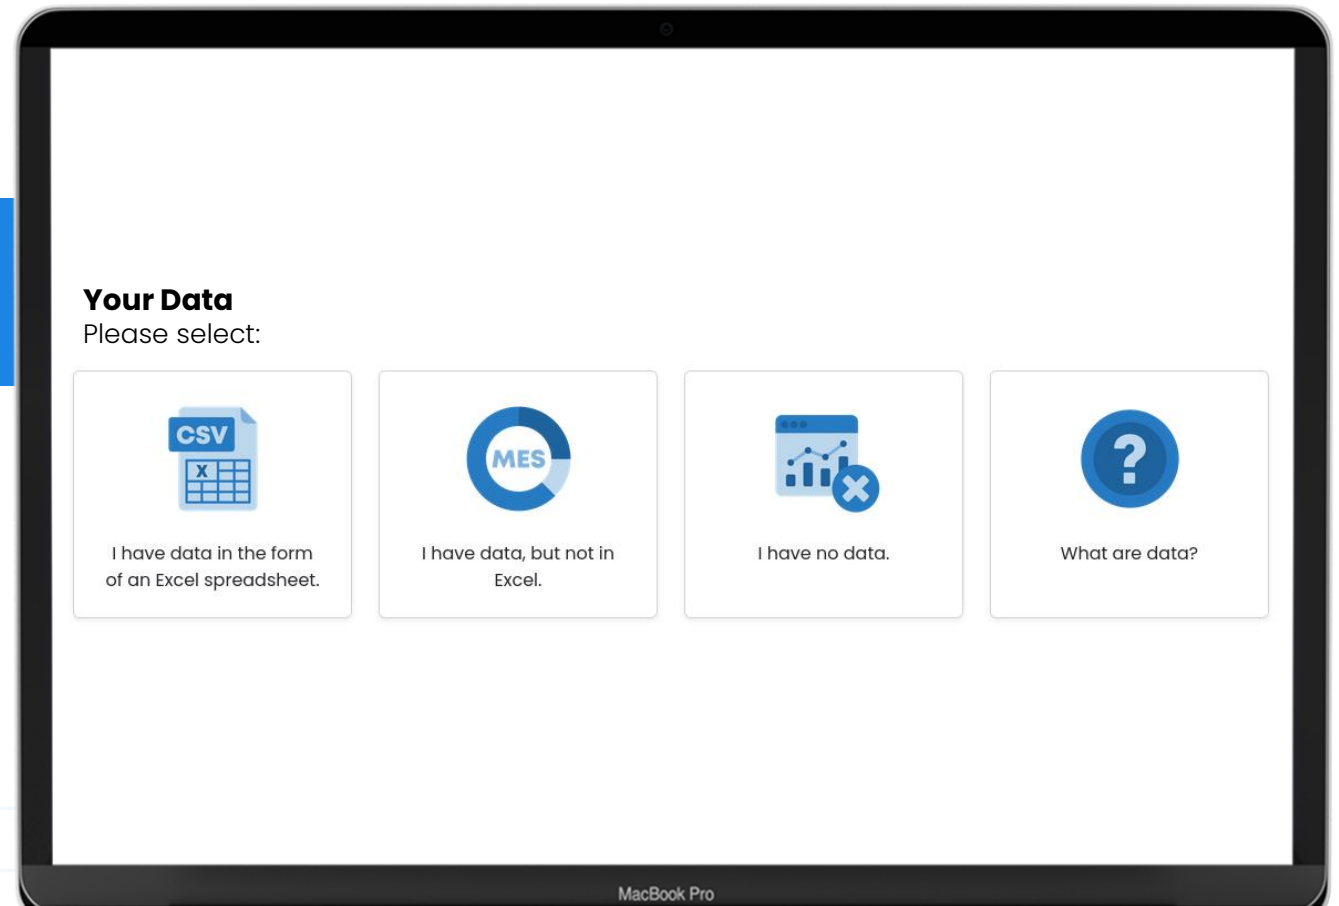 Your Data
Please select:
CSV
X
I have data in the form
of an Excel spreadsheet.
MES
I have data, but not in
Excel.
I have no data.
?
What are data?
MacBook Pro